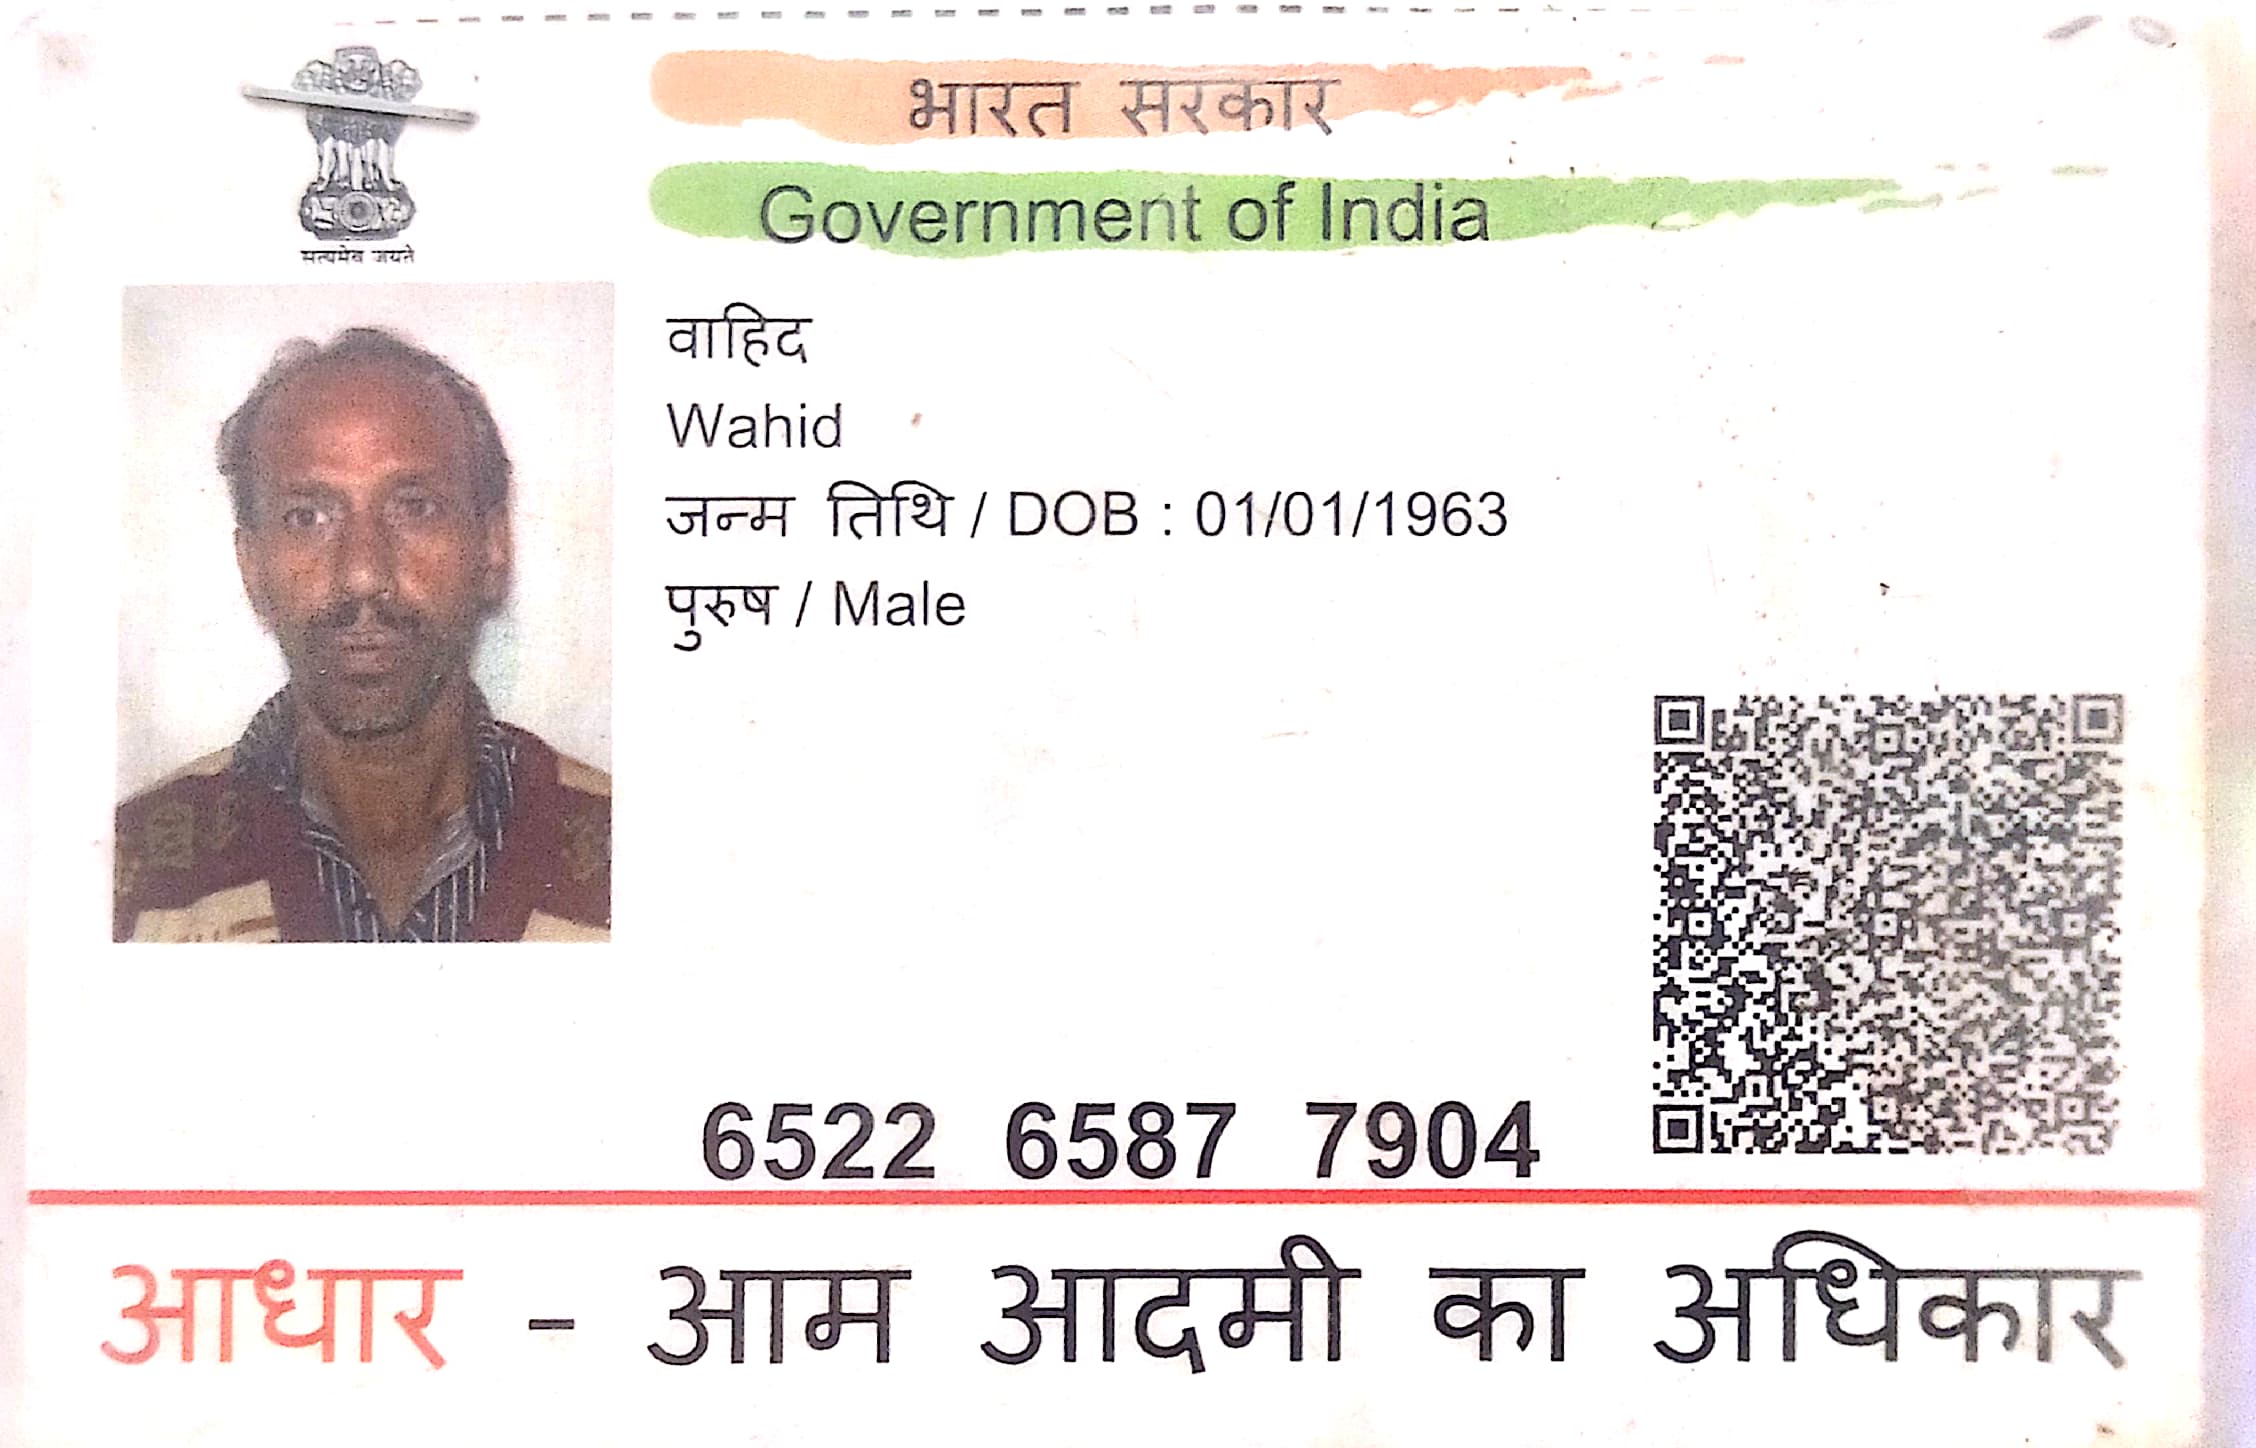 भारत सरकार
Government of India
सत्यमेव जयते
वाहिद
Wahid
जन्म तिथि / DOB : 01/01/1963
पुरुष / Male
6522 6587 7904
आधार - आम आदमी का अधिकार